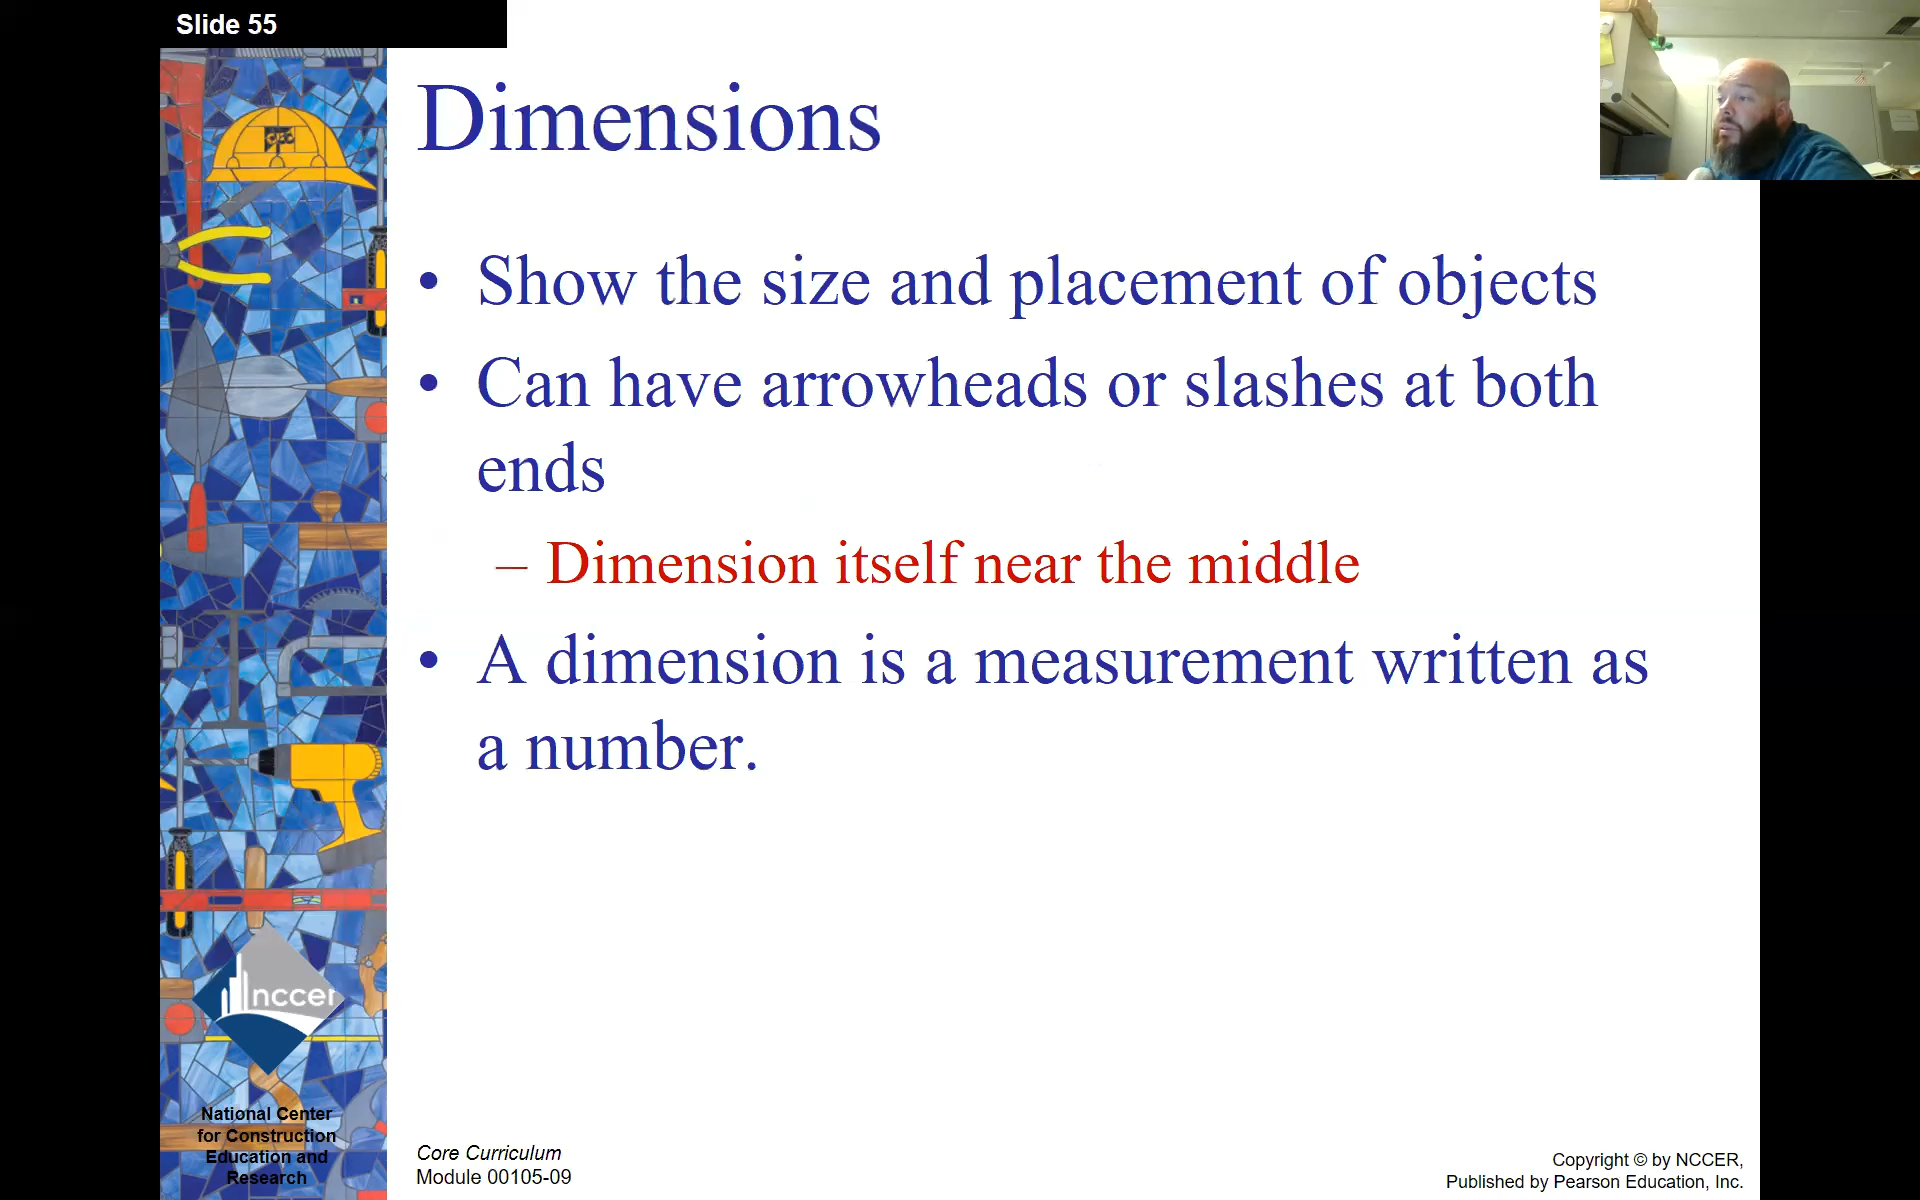 Slide 55
Dimensions
• Show the size and placement of objects
• Can have arrowheads or slashes at both
ends
– Dimension itself near the middle
• A dimension is a measurement written as
a number.
nccer
National Center
for Construction
Education and
Research
Core Curriculum
Module 00105-09
Copyright © by NCCER,
Published by Pearson Education, Inc.